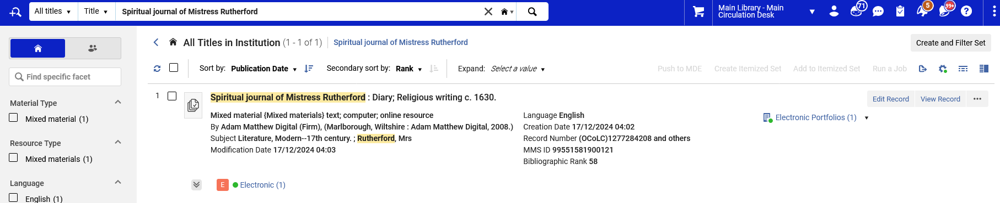 All titles Title Spiritual journal of Mistress Rutherford
Main Library - Main
Circulation Desk
71
5
99+
?
Find specific facet
Material Type
Mixed material (1)
Resource Type
Mixed materials (1)
Language
English (1)
All Titles in Institution (1 - 1 of 1) Spiritual journal of Mistress Rutherford
Create and Filter Set
Sort by: Publication Date Secondary sort by: Rank Expand: Select a value
Push to MDE Create Itemized Set Add to Itemized Set Run a Job
1
Spiritual journal of Mistress Rutherford : Diary; Religious writing c. 1630.
Edit Record View Record
Mixed material {Mixed materials} text; computer; online resource
By Adam Matthew Digital (Firm), (Marlborough, Wiltshire : Adam Matthew Digital, 2008.)
Subject Literature, Modern--17th century. ; Rutherford, Mrs
Modification Date 17/12/2024 04:03
Language English
Creation Date 17/12/2024 04:02
Record Number (OCoLC)1277284208 and others
MMS ID 99551581900121
Bibliographic Rank 58
Electronic Portfolios (1)
E Electronic (1)